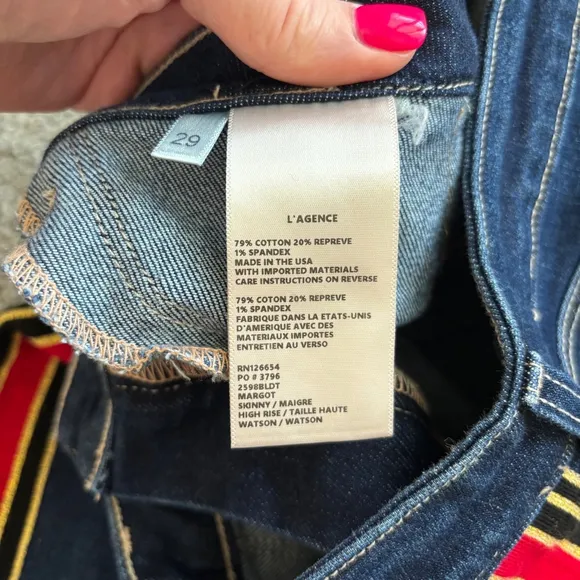 29
L'AGENCE
79% COTTON 20% REPREVE
1% SPANDEX
MADE IN THE USA
WITH IMPORTED MATERIALS
CARE INSTRUCTIONS ON REVERSE
79% COTON 20% REPREVE
1% SPANDEX
FABRIQUE DANS LA ETATS-UNIS
D'AMERIQUE AVEC DES
MATERIAUX IMPORTES
ENTRETIEN AU VERSO
RN126654
PO # 3796
2598BLDT
MARGOT
SKINNY / MAIGRE
HIGH RISE / TAILLE HAUTE
WATSON / WATSON